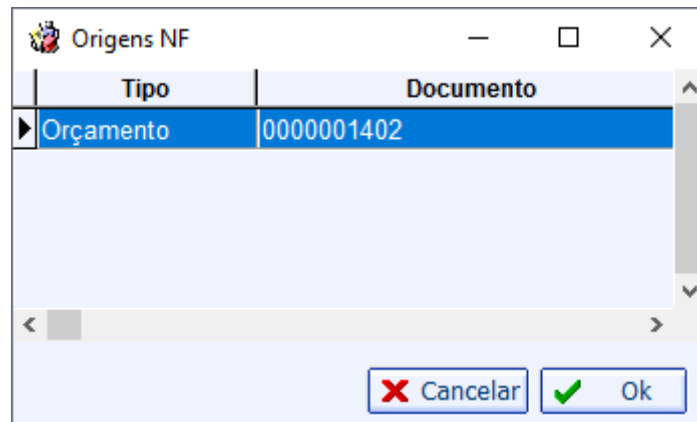 Origens NF
Tipo Documento
Orçamento 0000001402
Cancelar Ok